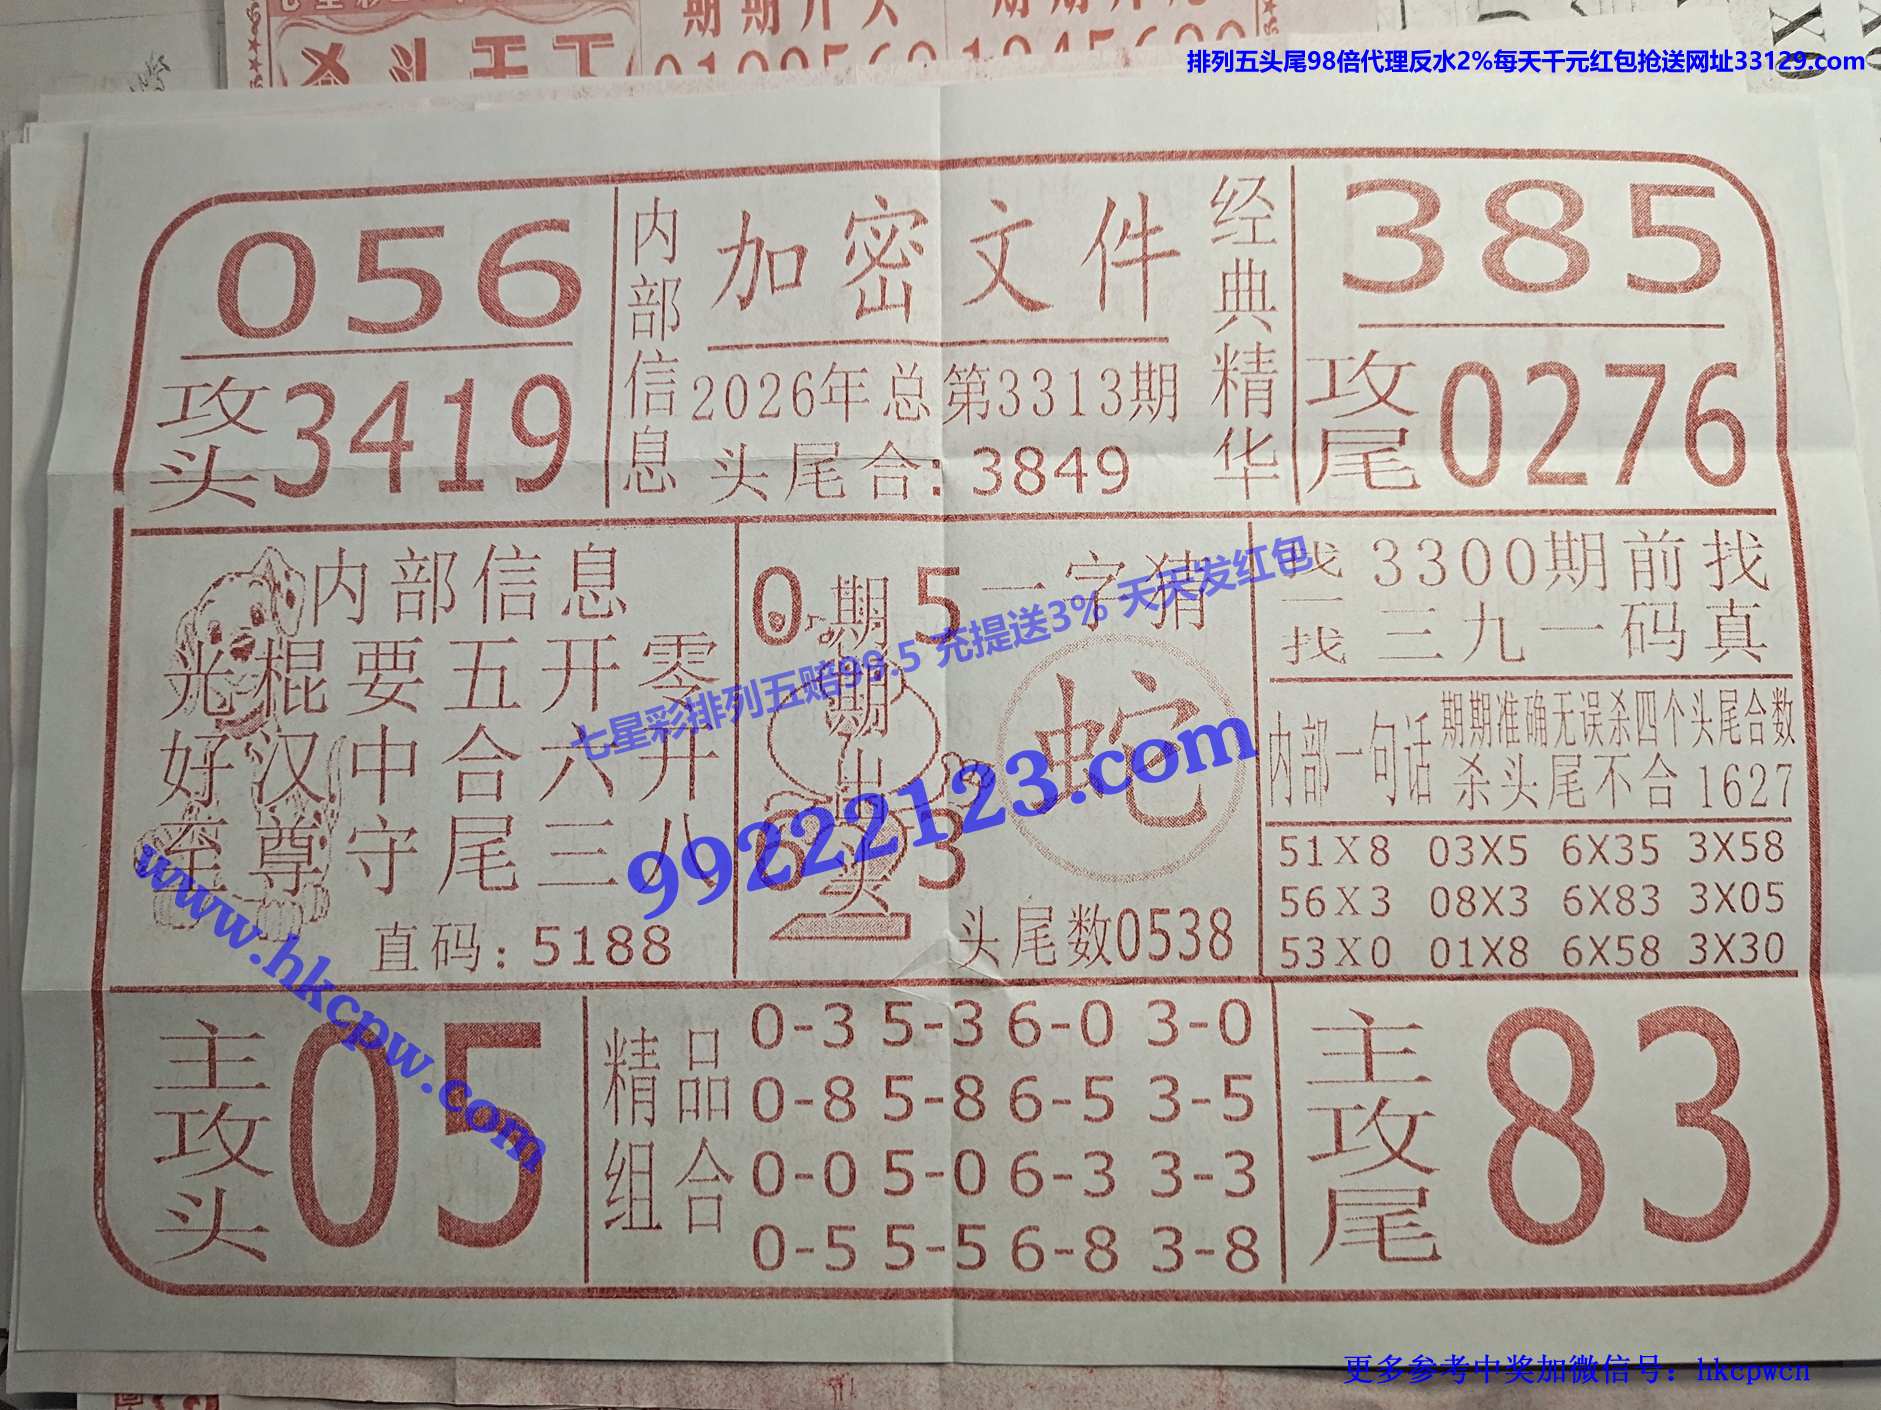 排列五头尾98倍代理反水2%每天千元红包抢送网址33129.com
056
攻头3419
内部信息
加密文件
2026年总第3313期
头尾合:3849
经典精华
385
攻尾0276
内部信息
光棍要五开零
好汉中合六开
至尊守尾三八
直码:5188
0 5
期期出头
6 3
一字猜
蛇
头尾数0538
找一找
3300期前找
三九一码真
内部一句话
期期准确无误杀四个头尾合数
杀头尾不合1627
51X8 03X5 6X35 3X58
56X3 08X3 6X83 3X05
53X0 01X8 6X58 3X30
主攻头
05
精品组合
0-3 5-3 6-0 3-0
0-8 5-8 6-5 3-5
0-0 5-0 6-3 3-3
0-5 5-5 6-8 3-8
主攻尾
83
七星彩排列五赔99.5 充提送3% 天天发红包
99222123.com
www.hkcpw.com
更多参考中奖加微信号：hkcpwcn